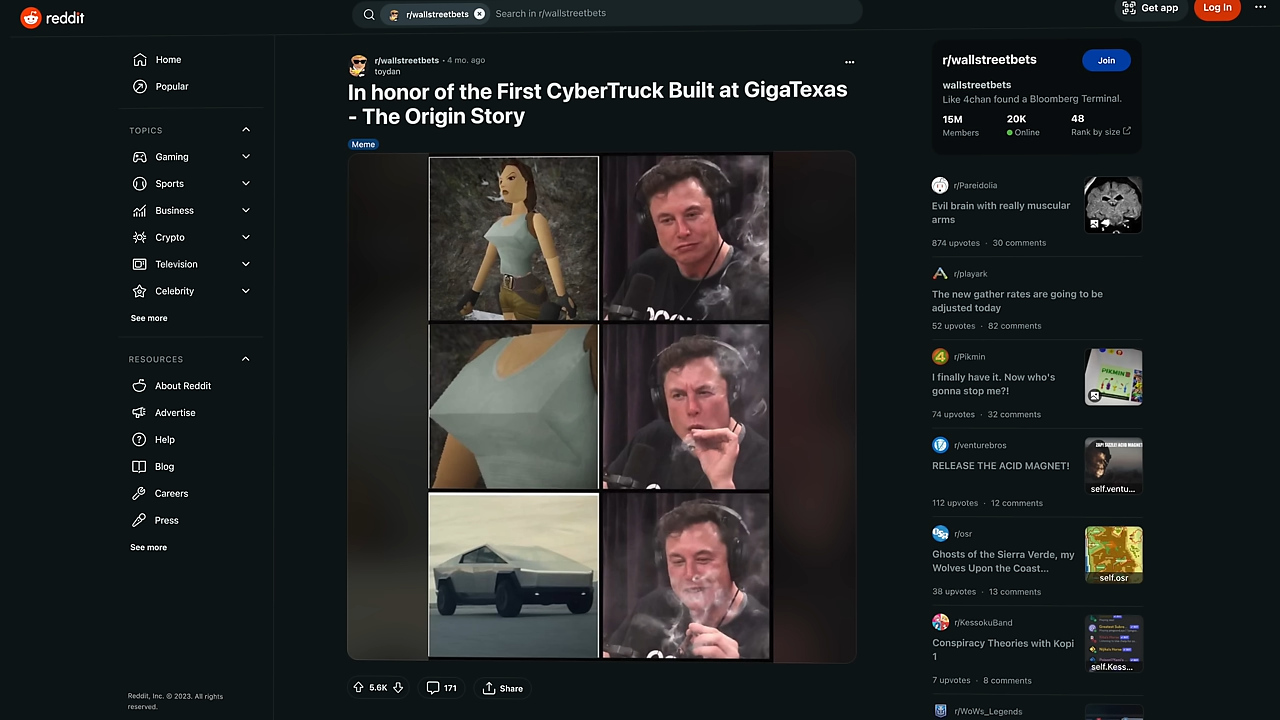 reddit
r/wallstreetbets
Search in r/wallstreetbets
Get app
Log In
Home
Popular
TOPICS
Gaming
Sports
Business
Crypto
Television
Celebrity
See more
RESOURCES
About Reddit
Advertise
Help
Blog
Careers
Press
See more
Reddit, Inc. © 2023. All rights
reserved.
r/wallstreetbets · 4 mo. ago
toydan
In honor of the First CyberTruck Built at GigaTexas
- The Origin Story
Meme
5.6K
171
Share
r/wallstreetbets
Join
wallstreetbets
Like 4chan found a Bloomberg Terminal.
15M 20K 48
Members Online Rank by size
r/Pareidolia
Evil brain with really muscular
arms
874 upvotes · 30 comments
r/playark
The new gather rates are going to be
adjusted today
52 upvotes · 82 comments
r/Pikmin
I finally have it. Now who's
gonna stop me?!
PIKMIN
74 upvotes · 32 comments
r/venturebros
RELEASE THE ACID MAGNET!
self.ventu...
112 upvotes · 12 comments
r/osr
Ghosts of the Sierra Verde, my
Wolves Upon the Coast...
self.osr
38 upvotes · 13 comments
r/KessokuBand
Conspiracy Theories with Kopi
1
self.Kess...
7 upvotes · 8 comments
r/WoWs_Legends